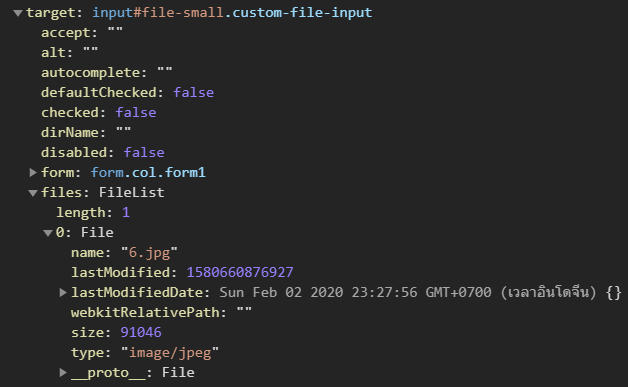 ▼target: input#file-small.custom-file-input
accept: ""
alt: ""
autocomplete: ""
defaultChecked: false
checked: false
dirName: ""
disabled: false
▶form: form.col.form1
▼files: FileList
length: 1
▼0: File
name: "6.jpg"
lastModified: 1580660876927
▶lastModifiedDate: Sun Feb 02 2020 23:27:56 GMT+0700 (เวลาอินโดจีน) {}
webkitRelativePath: ""
size: 91046
type: "image/jpeg"
▶__proto__: File